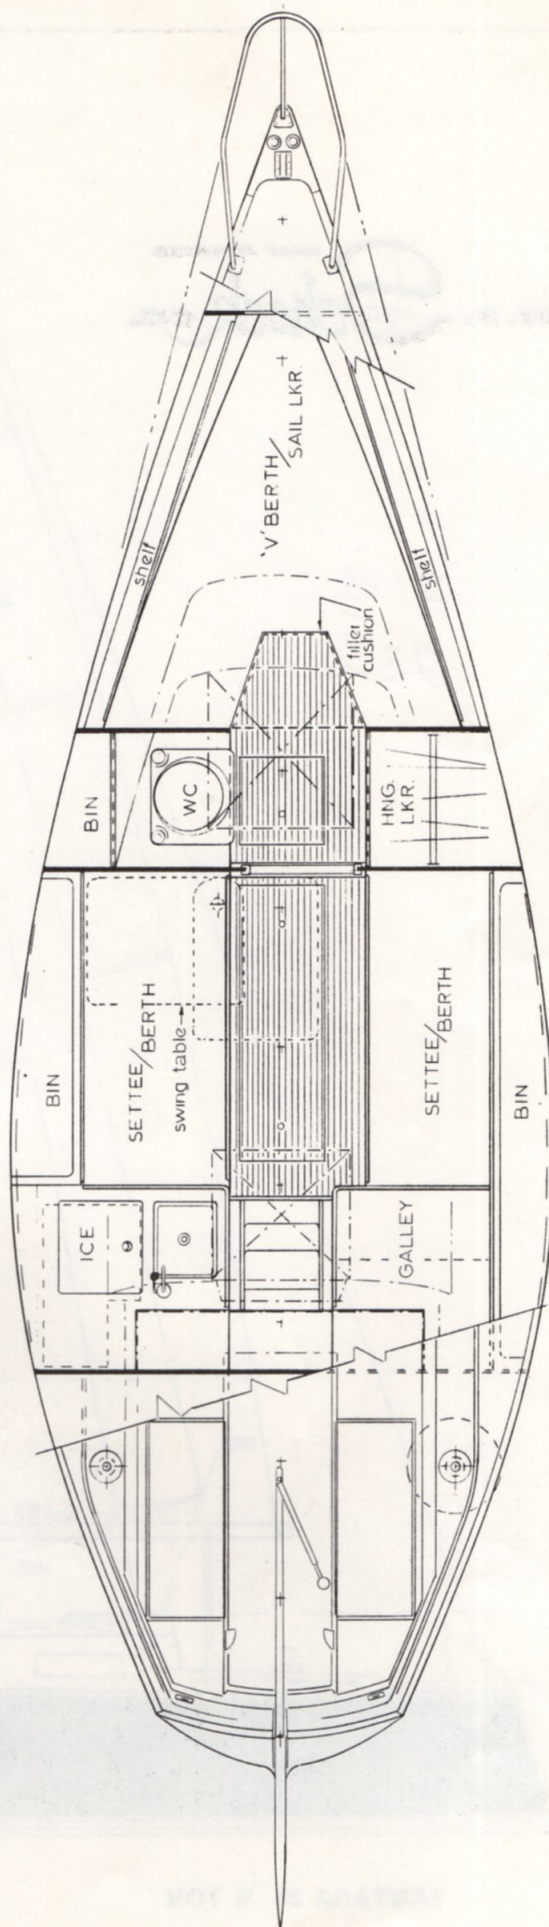 'V' BERTH/
SAIL LKR.
shelf
shelf
filler
cushion
BIN
WC
HNG.
LKR.
BIN
SETTEE/
BERTH
swing table
SETTEE/
BERTH
BIN
ICE
GALLEY